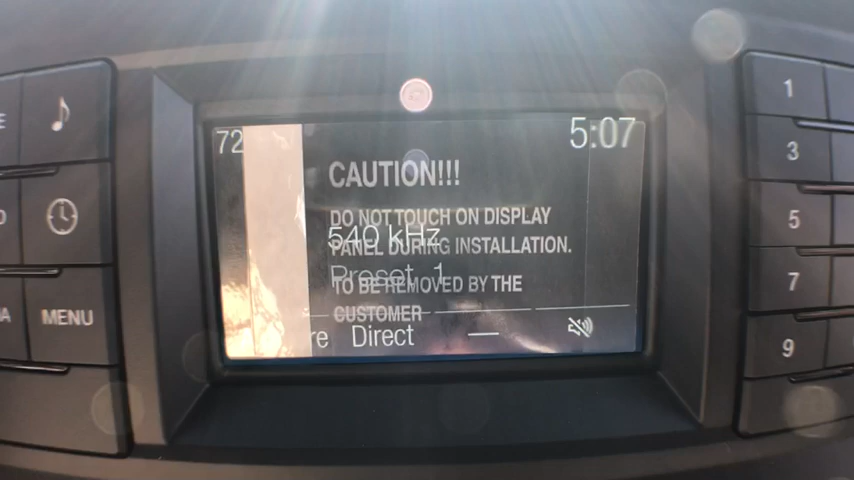 72
5:07
CAUTION!!!
DO NOT TOUCH ON DISPLAY
PANEL DURING INSTALLATION.
TO BE REMOVED BY THE
CUSTOMER
540 kHz
Preset 1
Direct
MENU
1
3
5
7
9